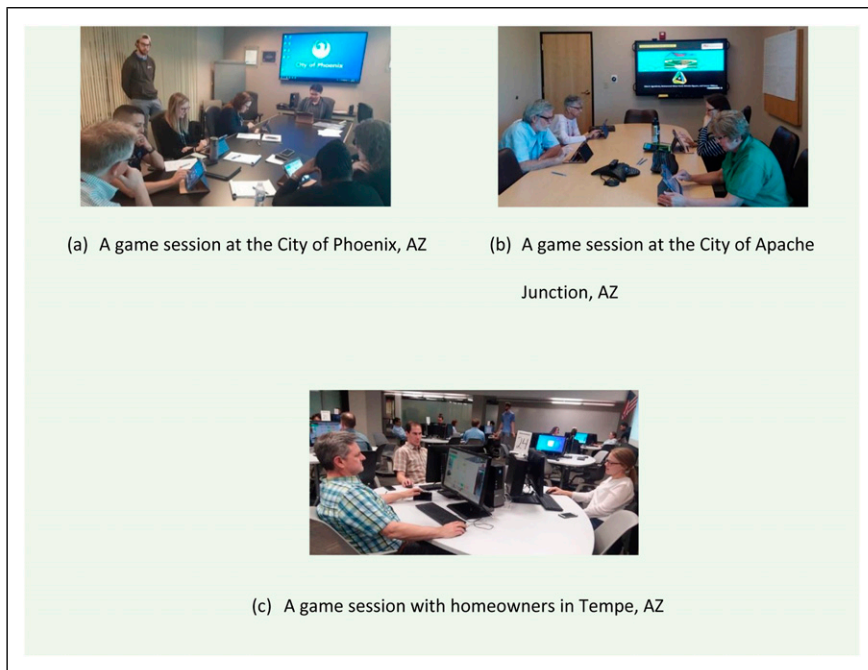 City of Phoenix
(a) A game session at the City of Phoenix, AZ
(b) A game session at the City of Apache
Junction, AZ
24
(c) A game session with homeowners in Tempe, AZ